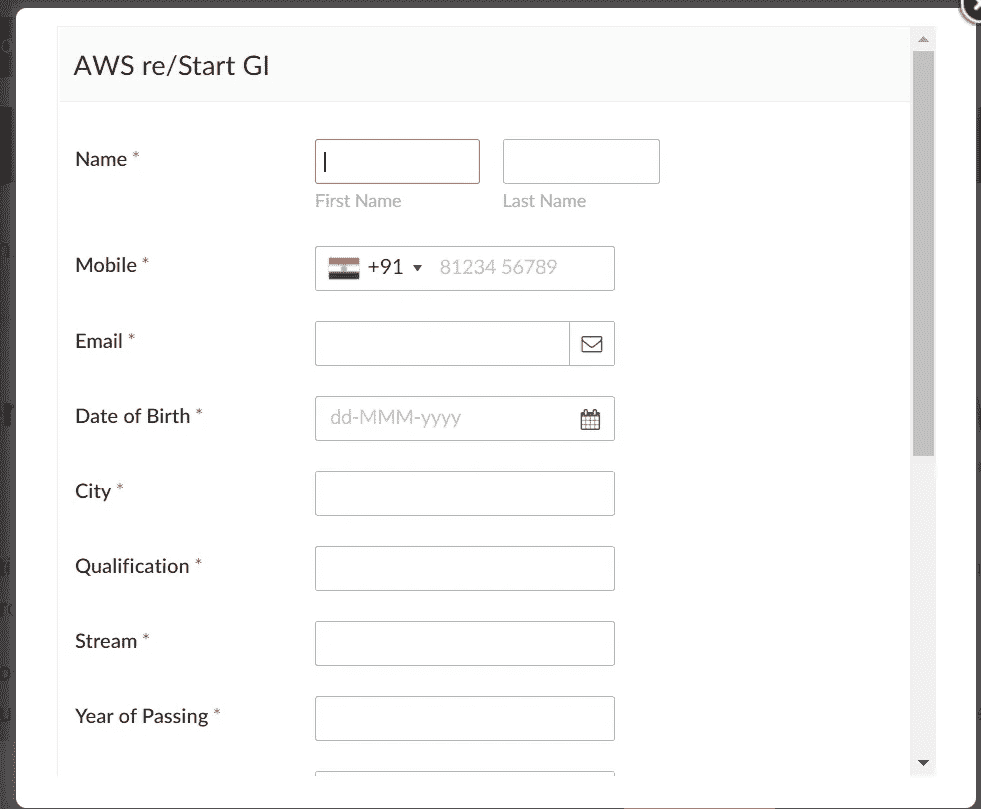 AWS re/Start GI
Name *
First Name
Last Name
Mobile *
+91
81234 56789
Email *
Date of Birth *
dd-MMM-yyyy
City *
Qualification *
Stream *
Year of Passing *